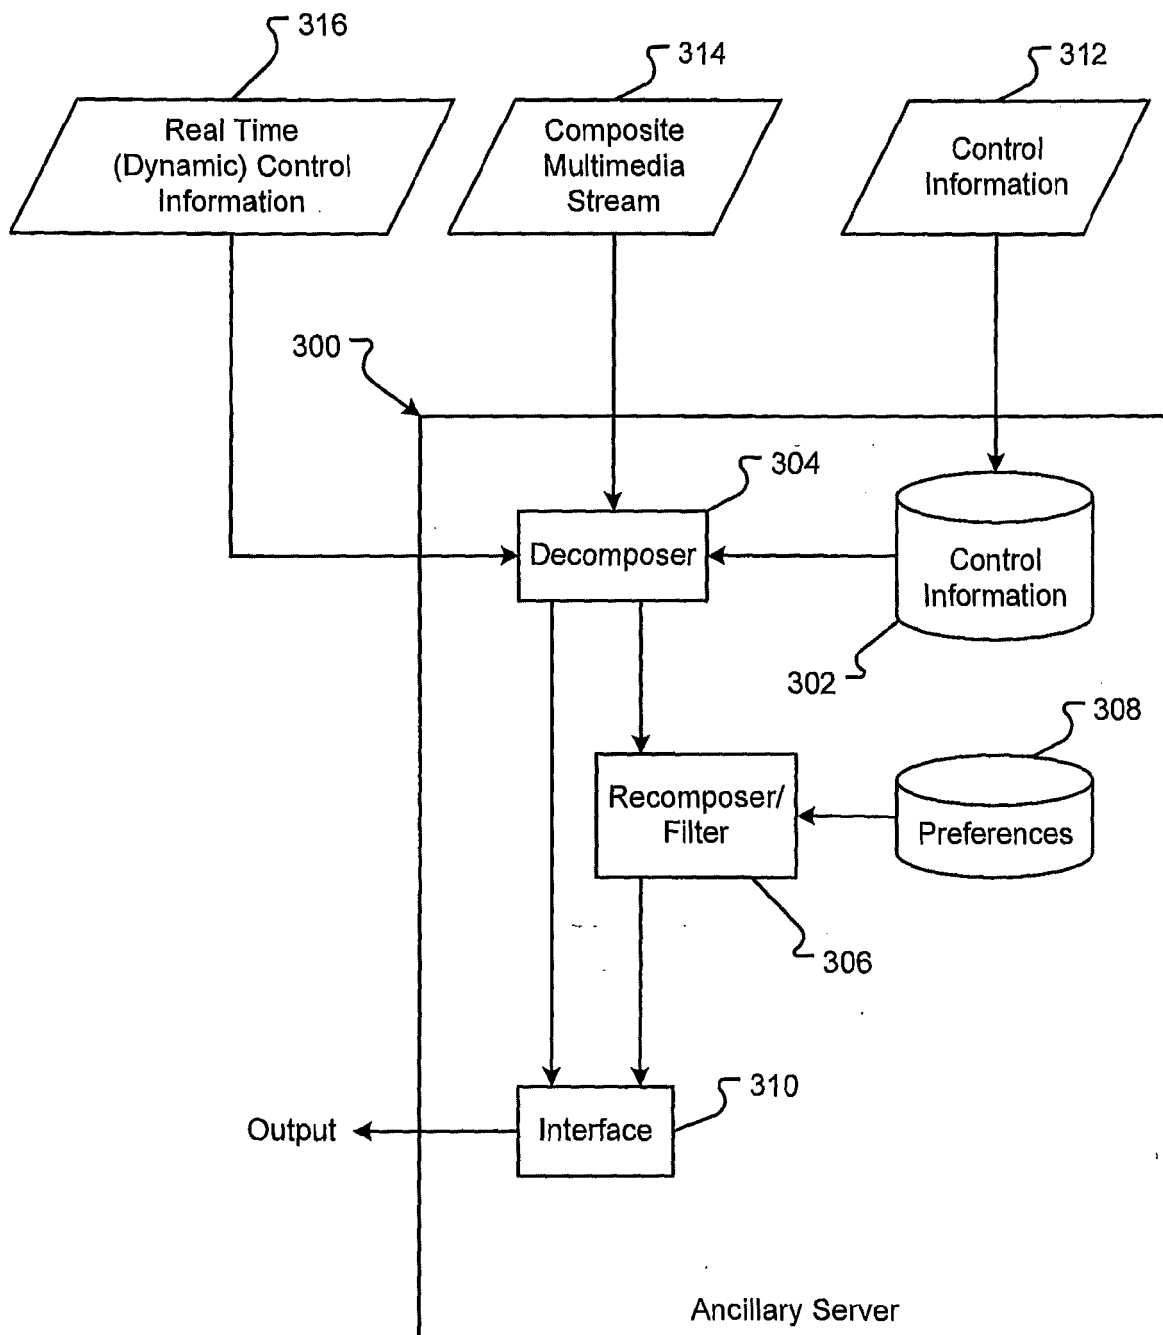 316
314
312
Real Time
(Dynamic) Control
Information
Composite
Multimedia
Stream
Control
Information
300
304
Decomposer
Control
Information
302
308
Recomposer/
Filter
Preferences
306
310
Output
Interface
Ancillary Server